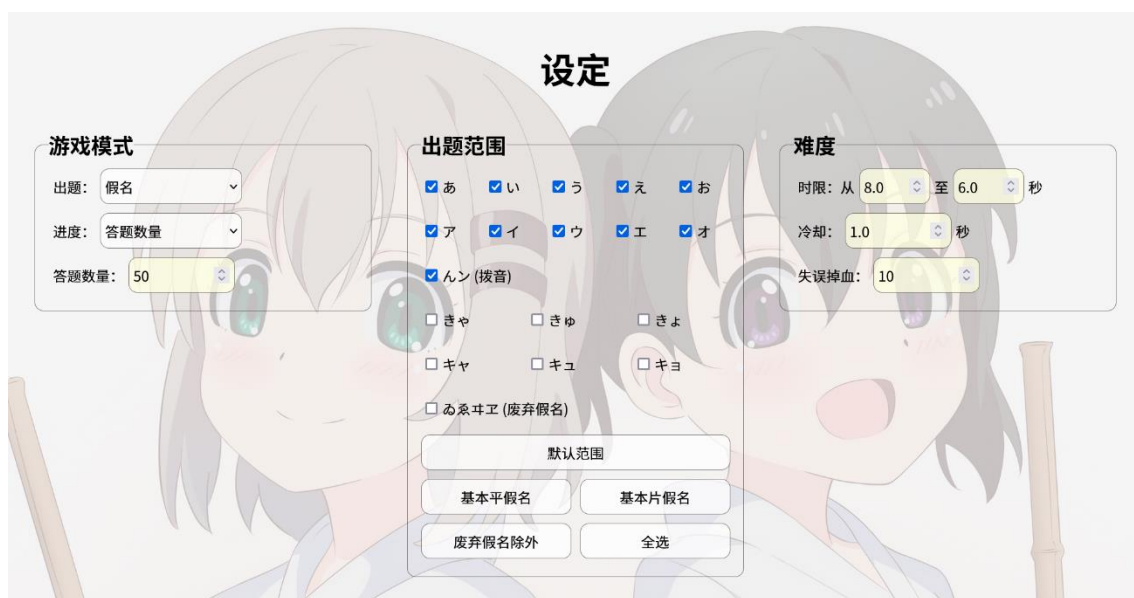 设定
游戏模式
出题： 假名
进度： 答题数量
答题数量： 50
出题范围
あ い う え お
ア イ ウ エ オ
んン (拨音)
きゃ きゅ きょ
キャ キュ キョ
ゐゑヰヱ (废弃假名)
默认范围
基本平假名 基本片假名
废弃假名除外 全选
难度
时限：从 8.0 至 6.0 秒
冷却： 1.0 秒
失误掉血： 10